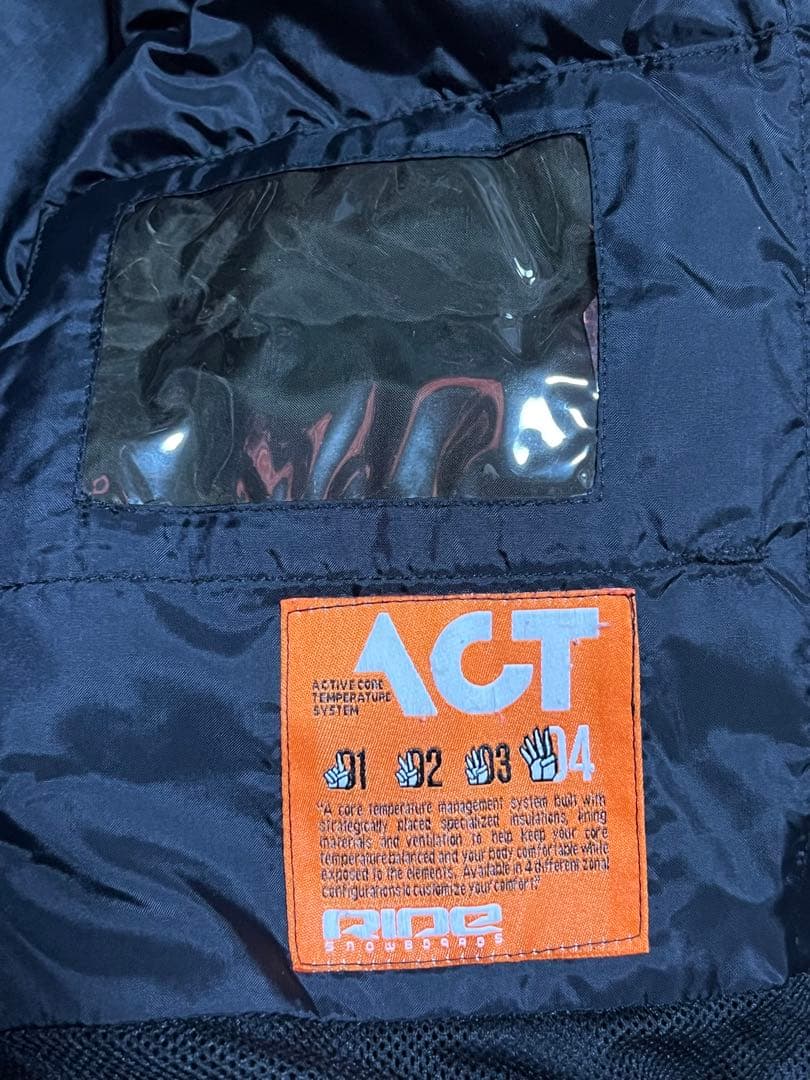 ACT
ACTIVE CORE
TEMPERATURE
SYSTEM
01 02 03 04
"A core temperature management system built with
strategically placed specialized insulations, lining
materials and ventilation to help keep your core
temperature balanced and your body comfortable while
exposed to the elements. Available in 4 different zonal
configurations to customize your comfort."
RIDE
SNOWBOARDS